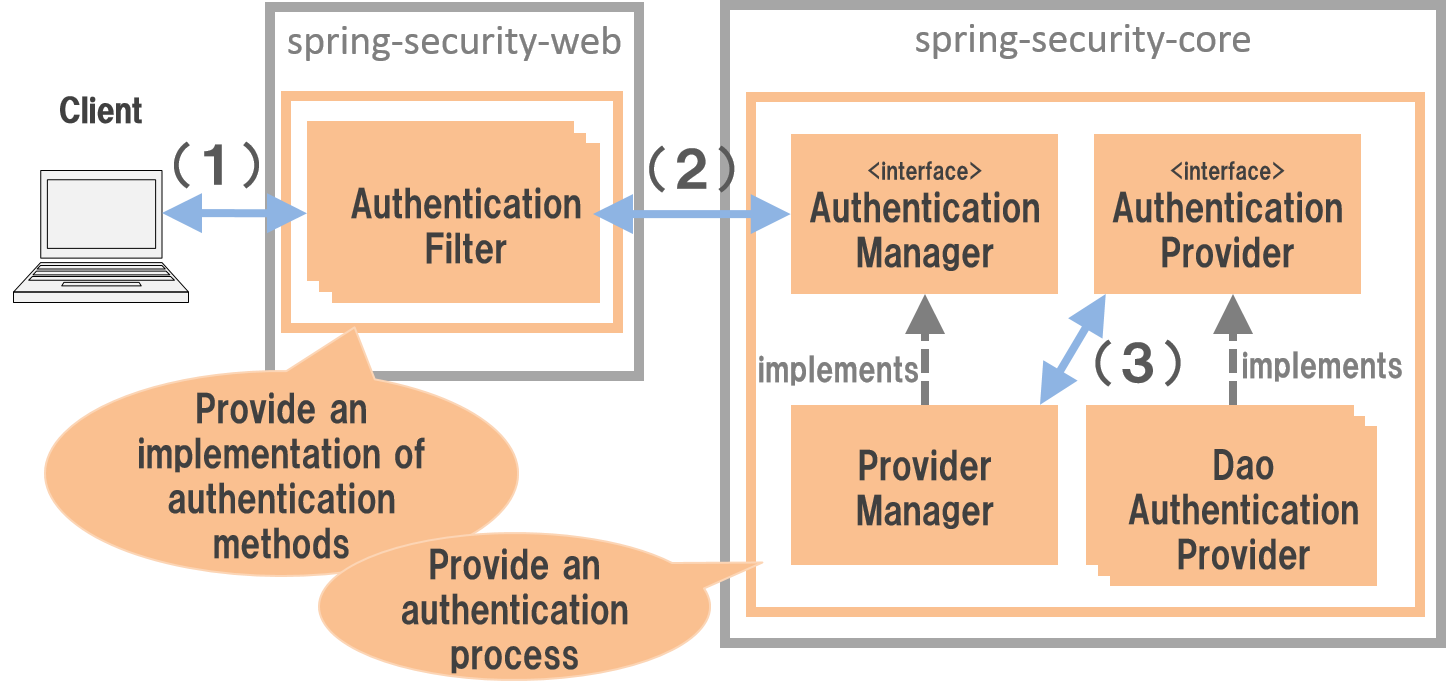 spring-security-web
spring-security-core
Client
(1)
(2)
Authentication
Filter
<interface>
Authentication
Manager
<interface>
Authentication
Provider
implements
(3)
implements
Provider
Manager
Dao
Authentication
Provider
Provide an
implementation of
authentication
methods
Provide an
authentication
process